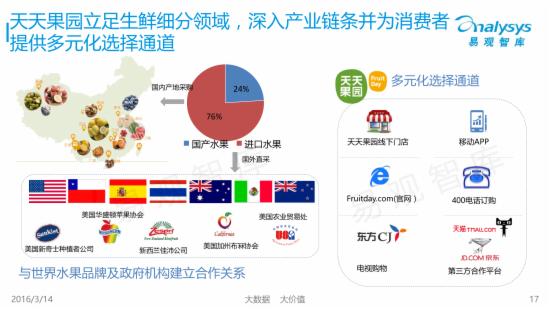 天天果园立足生鲜细分领域，深入产业链条并为消费者
提供多元化选择通道
analysys
易观智库
国内产地采购
24%
76%
国产水果 进口水果
国外直采
美国华盛顿苹果协会
美国农业贸易处
Sunkist
Zespri
California
美国新奇士种植者公司
新西兰佳沛公司
美国加州布林协会
与世界水果品牌及政府机构建立合作关系
天天果园
Fruit Day
多元化选择通道
天天果园线下门店
移动APP
Fruitday.com(官网)
400电话订购
东方CJ
天猫 TMALL.COM
JD.COM 京东
电视购物
第三方合作平台
易观智库
易观智库
2016/3/14
大数据 大价值
17